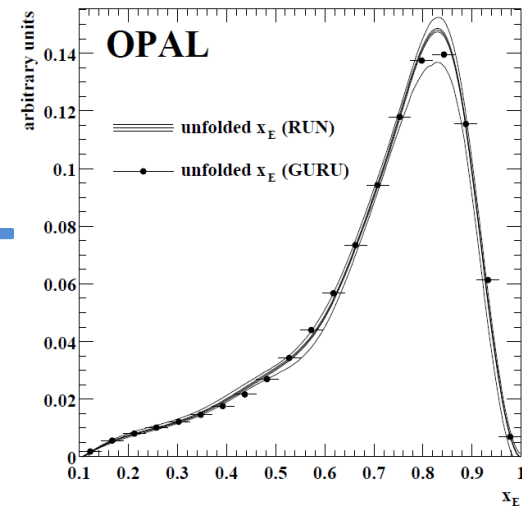 arbitrary units
OPAL
unfolded x_E (RUN)
unfolded x_E (GURU)
0.14
0.12
0.1
0.08
0.06
0.04
0.02
0
0.1 0.2 0.3 0.4 0.5 0.6 0.7 0.8 0.9 1
x_E